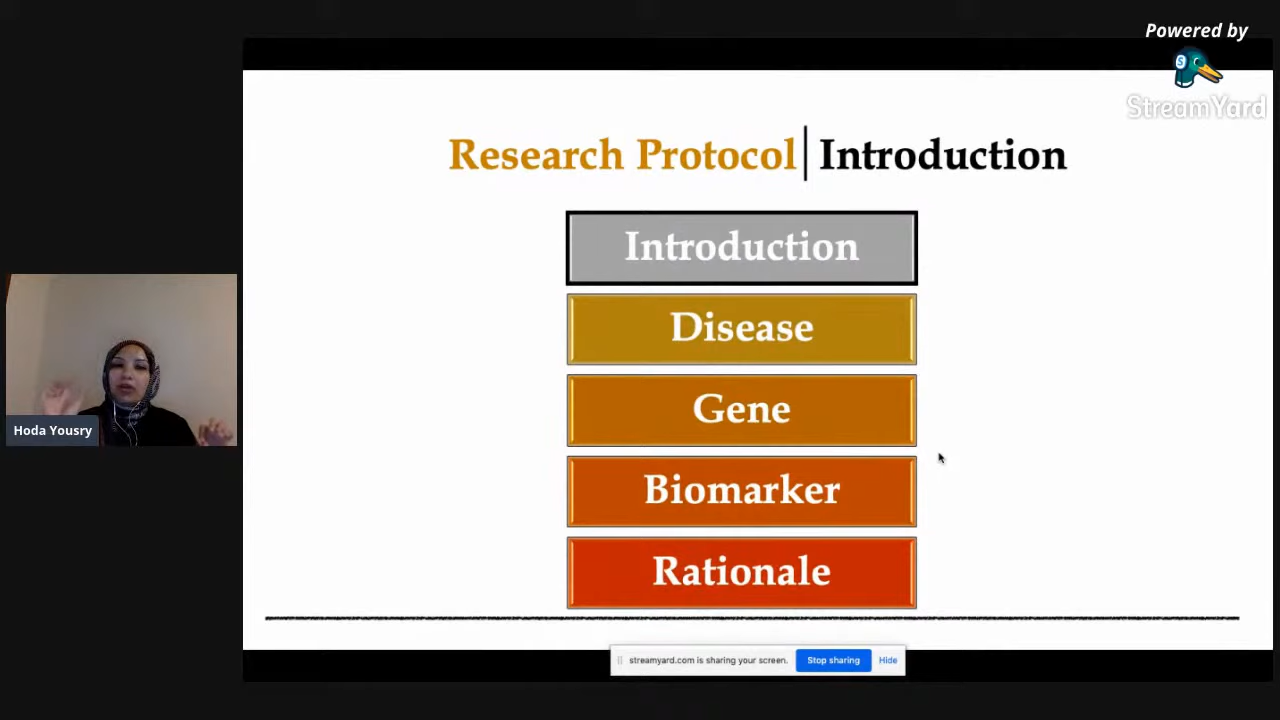 Powered by
StreamYard
Research Protocol Introduction
Introduction
Disease
Gene
Biomarker
Rationale
Hoda Yousry
streamyard.com is sharing your screen. Stop sharing Hide